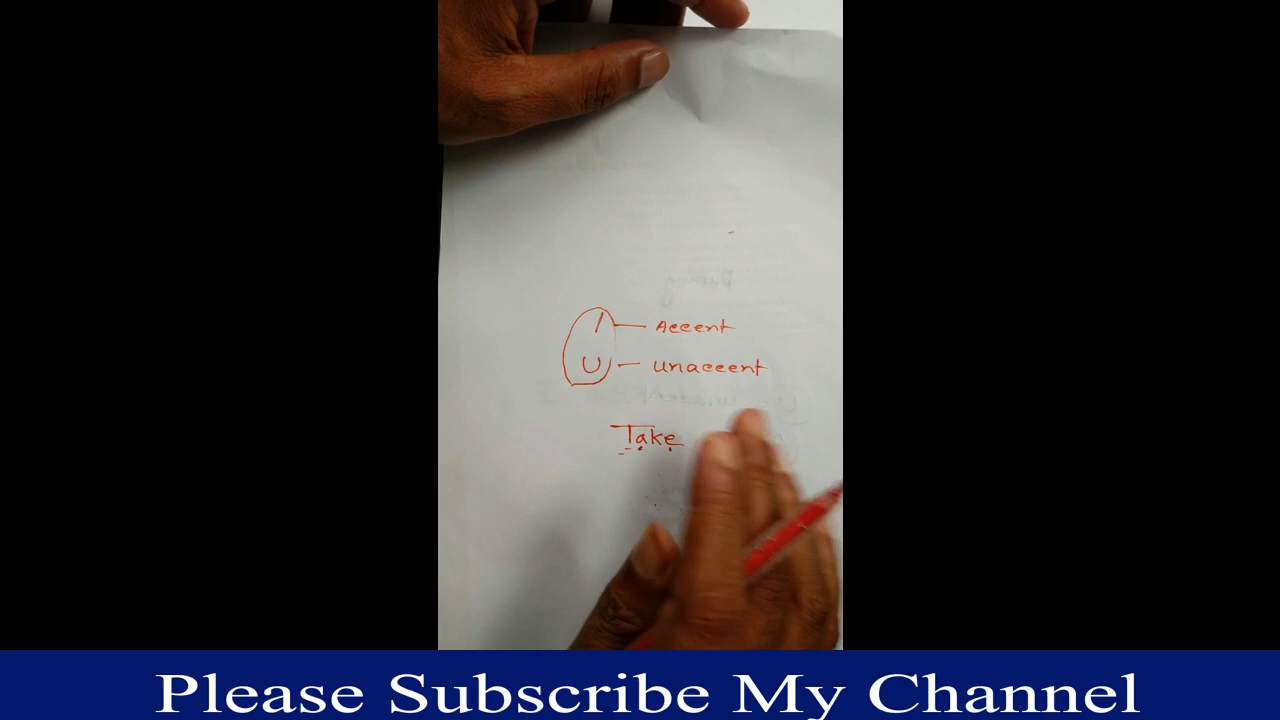 / — Accent
U — unaccent
Take
Please Subscribe My Channel